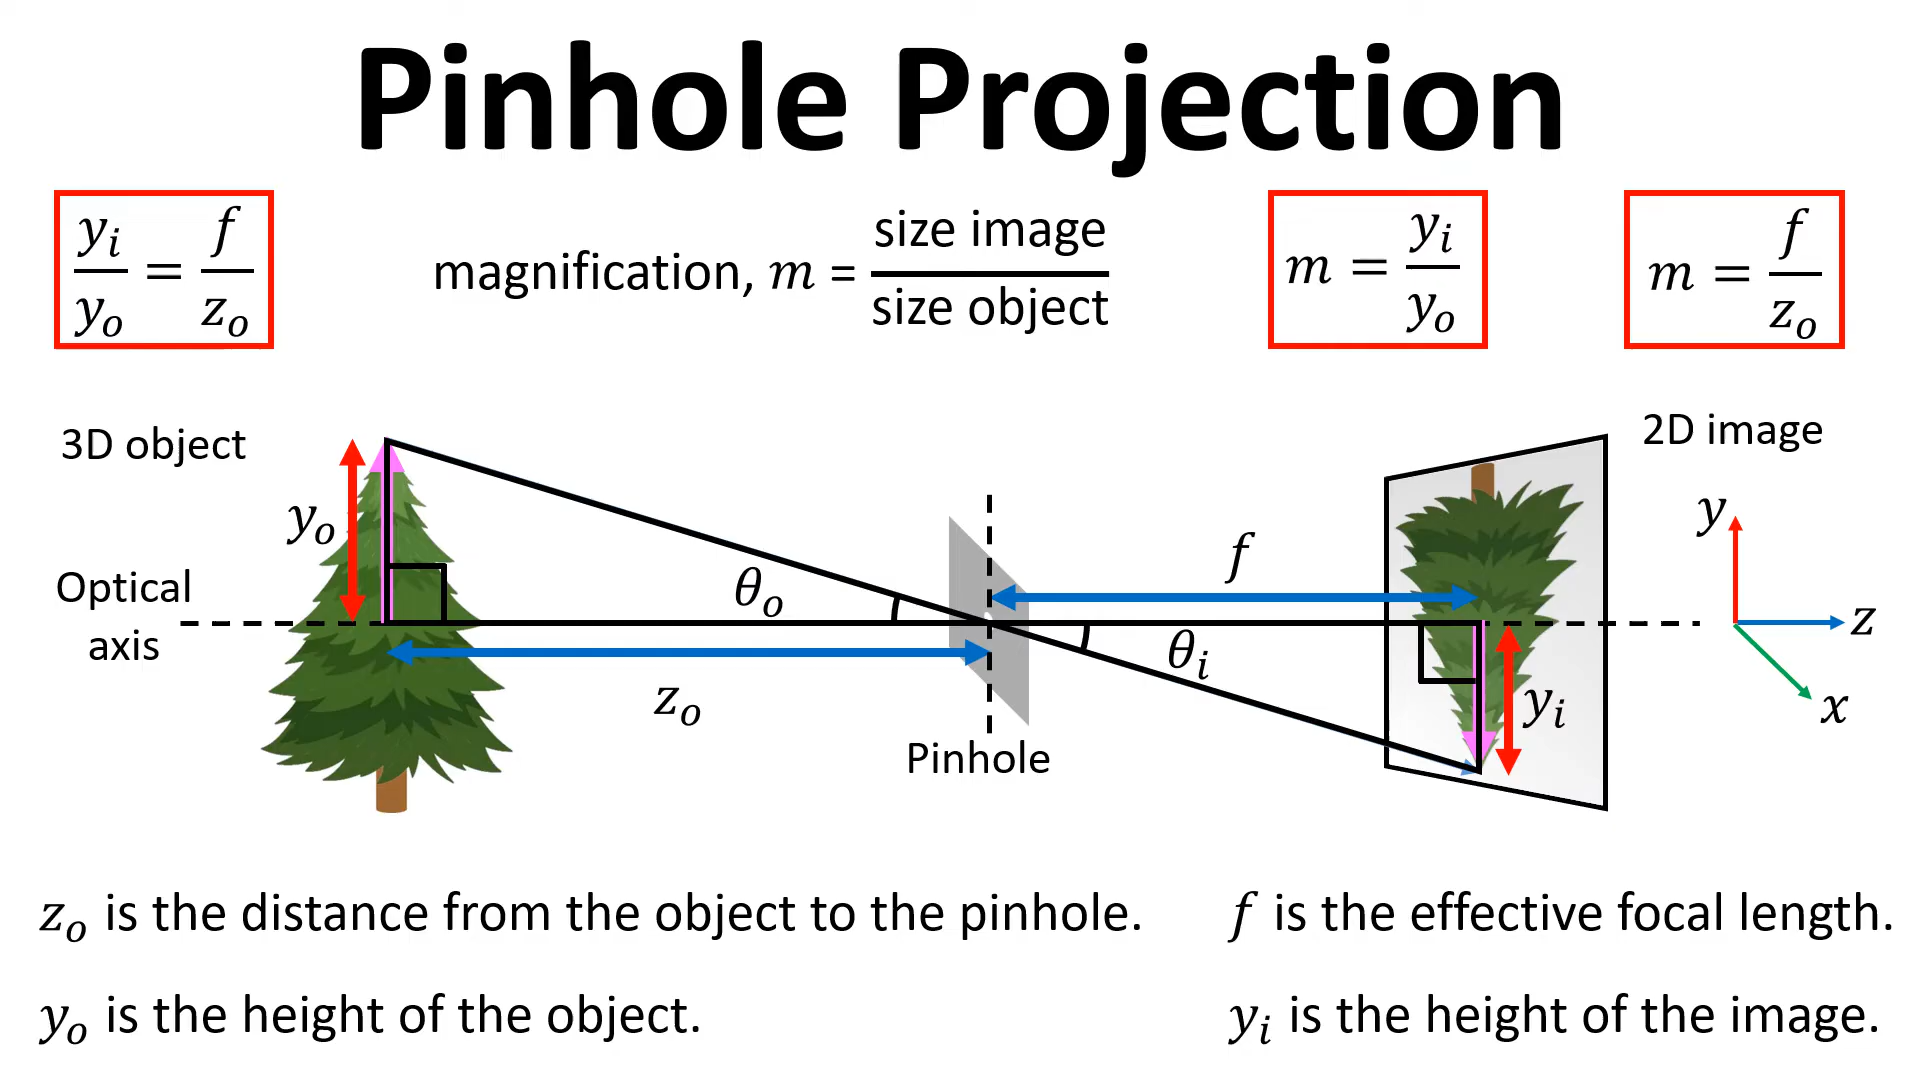 Pinhole Projection
yᵢ/yₒ = f/zₒ
magnification, m = size image/size object
m = yᵢ/yₒ
m = f/zₒ
3D object
2D image
yₒ
y
f
θₒ
Optical
axis
z
θᵢ
zₒ
yᵢ
x
Pinhole
zₒ is the distance from the object to the pinhole.
f is the effective focal length.
yₒ is the height of the object.
yᵢ is the height of the image.